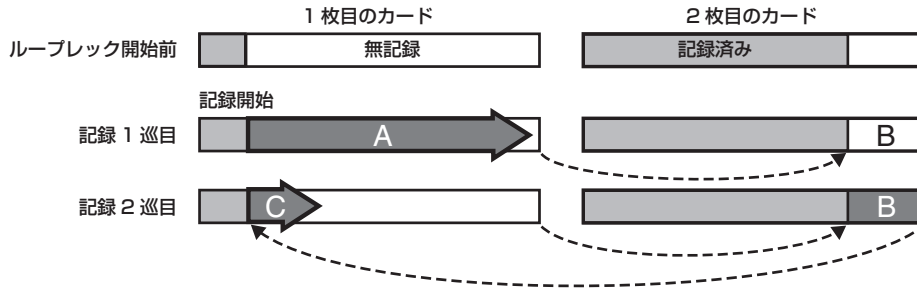 1 枚目のカード
2 枚目のカード
ループレック開始前
無記録
記録済み
記録開始
記録 1 巡目
A
B
記録 2 巡目
C
B